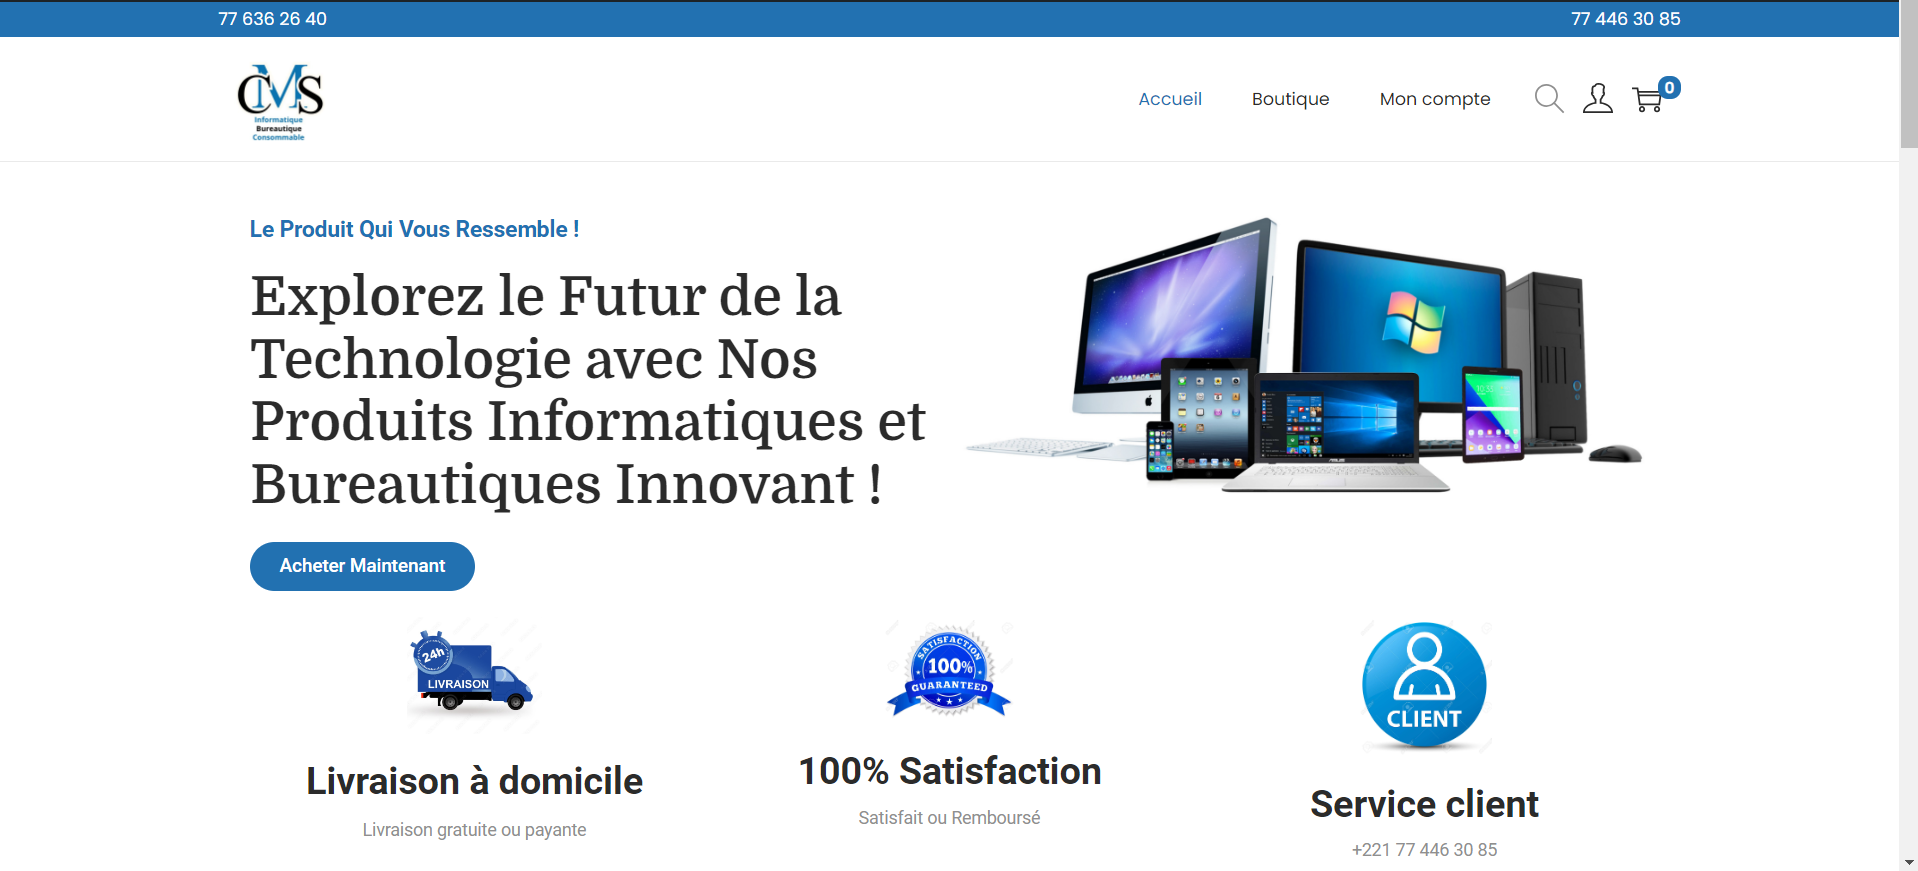 77 636 26 40
77 446 30 85
CMS
Informatique
Bureautique
Consommable
Accueil
Boutique
Mon compte
0
Le Produit Qui Vous Ressemble !
Explorez le Futur de la
Technologie avec Nos
Produits Informatiques et
Bureautiques Innovant !
Acheter Maintenant
24h
LIVRAISON
SATISFACTION
100%
GUARANTEED
CLIENT
Livraison à domicile
Livraison gratuite ou payante
100% Satisfaction
Satisfait ou Remboursé
Service client
+221 77 446 30 85